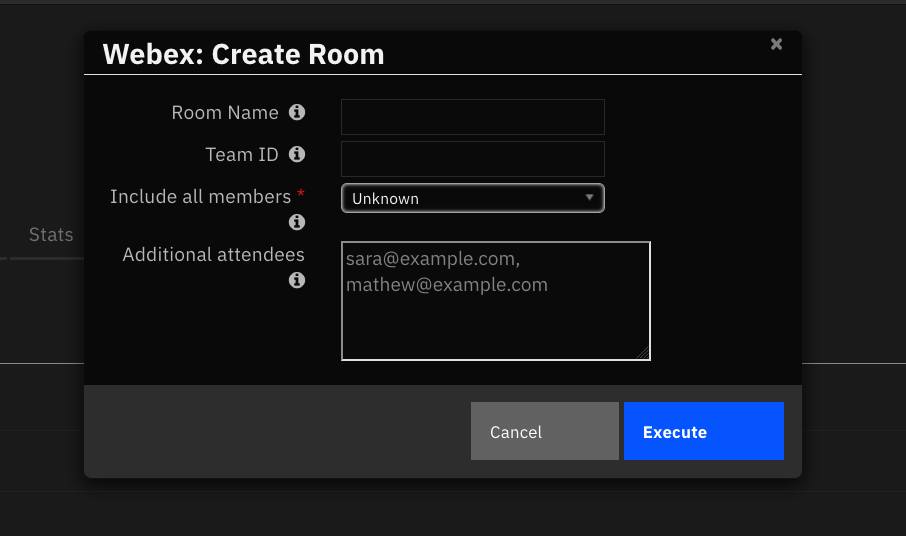 Webex: Create Room
Room Name
Team ID
Include all members *
Unknown
Stats
Additional attendees
sara@example.com,
mathew@example.com
Cancel
Execute